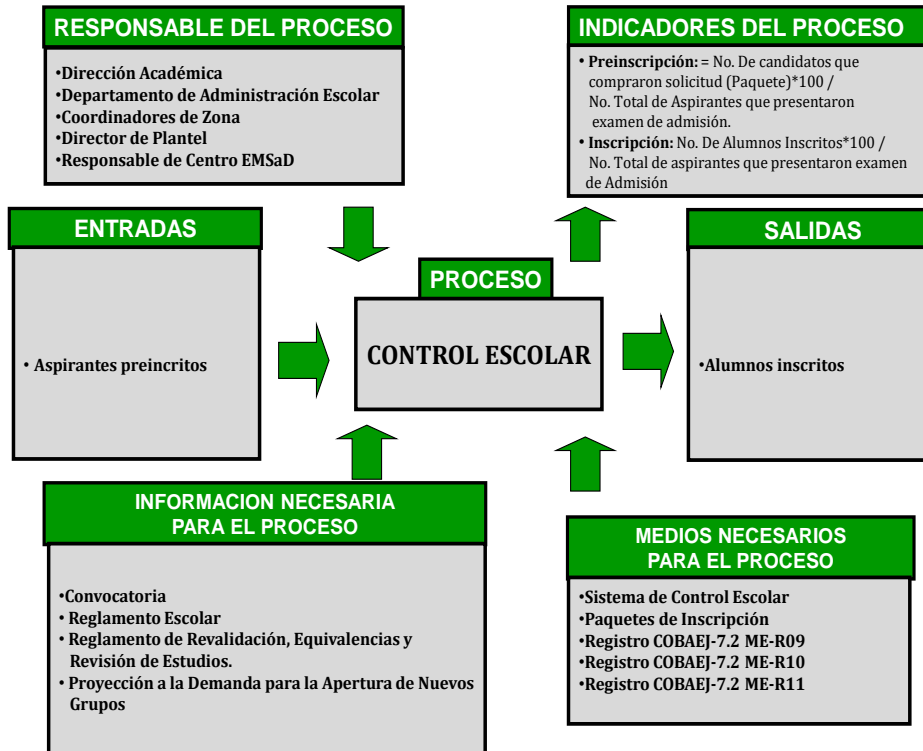 RESPONSABLE DEL PROCESO
•Dirección Académica
•Departamento de Administración Escolar
•Coordinadores de Zona
•Director de Plantel
•Responsable de Centro EMSaD
INDICADORES DEL PROCESO
• Preinscripción: = No. De candidatos que
compraron solicitud (Paquete)*100 /
No. Total de Aspirantes que presentaron
examen de admisión.
• Inscripción: No. De Alumnos Inscritos*100 /
No. Total de aspirantes que presentaron examen
de Admisión
ENTRADAS
• Aspirantes preincritos
PROCESO
CONTROL ESCOLAR
SALIDAS
•Alumnos inscritos
INFORMACION NECESARIA
PARA EL PROCESO
•Convocatoria
• Reglamento Escolar
• Reglamento de Revalidación, Equivalencias y
Revisión de Estudios.
• Proyección a la Demanda para la Apertura de Nuevos
Grupos
MEDIOS NECESARIOS
PARA EL PROCESO
•Sistema de Control Escolar
•Paquetes de Inscripción
•Registro COBAEJ-7.2 ME-R09
•Registro COBAEJ-7.2 ME-R10
•Registro COBAEJ-7.2 ME-R11